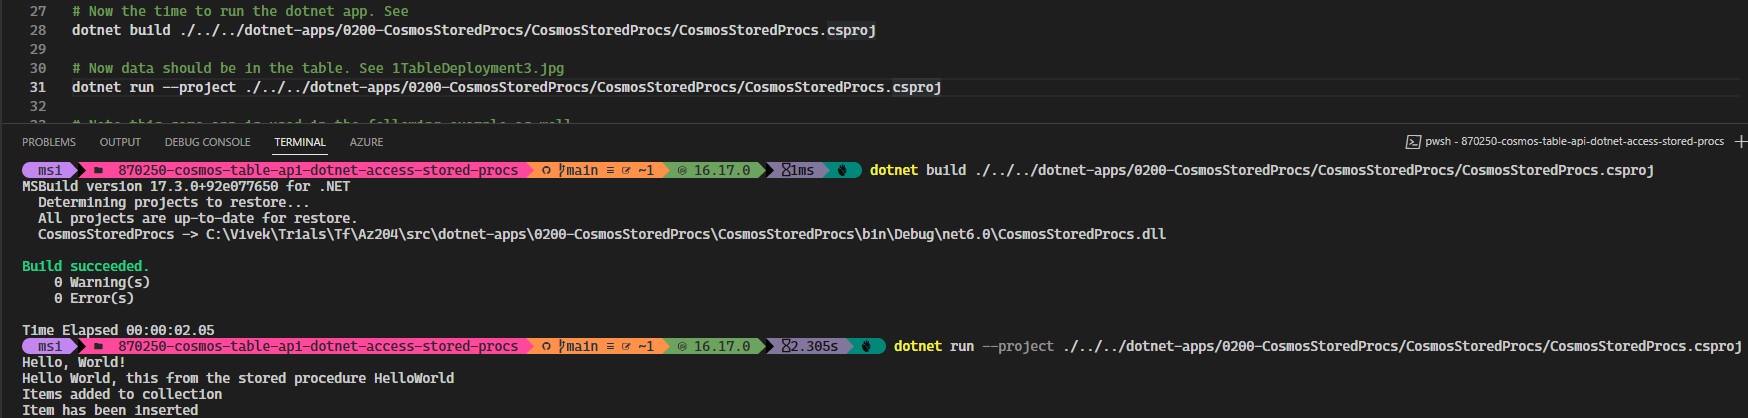 27 # Now the time to run the dotnet app. See
28 dotnet build ./../../dotnet-apps/0200-CosmosStoredProcs/CosmosStoredProcs/CosmosStoredProcs.csproj
29
30 # Now data should be in the table. See 1TableDeployment3.jpg
31 dotnet run --project ./../../dotnet-apps/0200-CosmosStoredProcs/CosmosStoredProcs/CosmosStoredProcs.csproj
32
PROBLEMS OUTPUT DEBUG CONSOLE TERMINAL AZURE pwsh - 870250-cosmos-table-api-dotnet-access-stored-procs
msi 870250-cosmos-table-api-dotnet-access-stored-procs main ≡ ~1 16.17.0 1ms dotnet build ./../../dotnet-apps/0200-CosmosStoredProcs/CosmosStoredProcs/CosmosStoredProcs.csproj
MSBuild version 17.3.0+92e077650 for .NET
Determining projects to restore...
All projects are up-to-date for restore.
CosmosStoredProcs -> C:\Vivek\Trials\Tf\Az204\src\dotnet-apps\0200-CosmosStoredProcs\CosmosStoredProcs\bin\Debug\net6.0\CosmosStoredProcs.dll
Build succeeded.
0 Warning(s)
0 Error(s)
Time Elapsed 00:00:02.05
msi 870250-cosmos-table-api-dotnet-access-stored-procs main ≡ ~1 16.17.0 2.305s dotnet run --project ./../../dotnet-apps/0200-CosmosStoredProcs/CosmosStoredProcs/CosmosStoredProcs.csproj
Hello, World!
Hello World, this from the stored procedure HelloWorld
Items added to collection
Item has been inserted